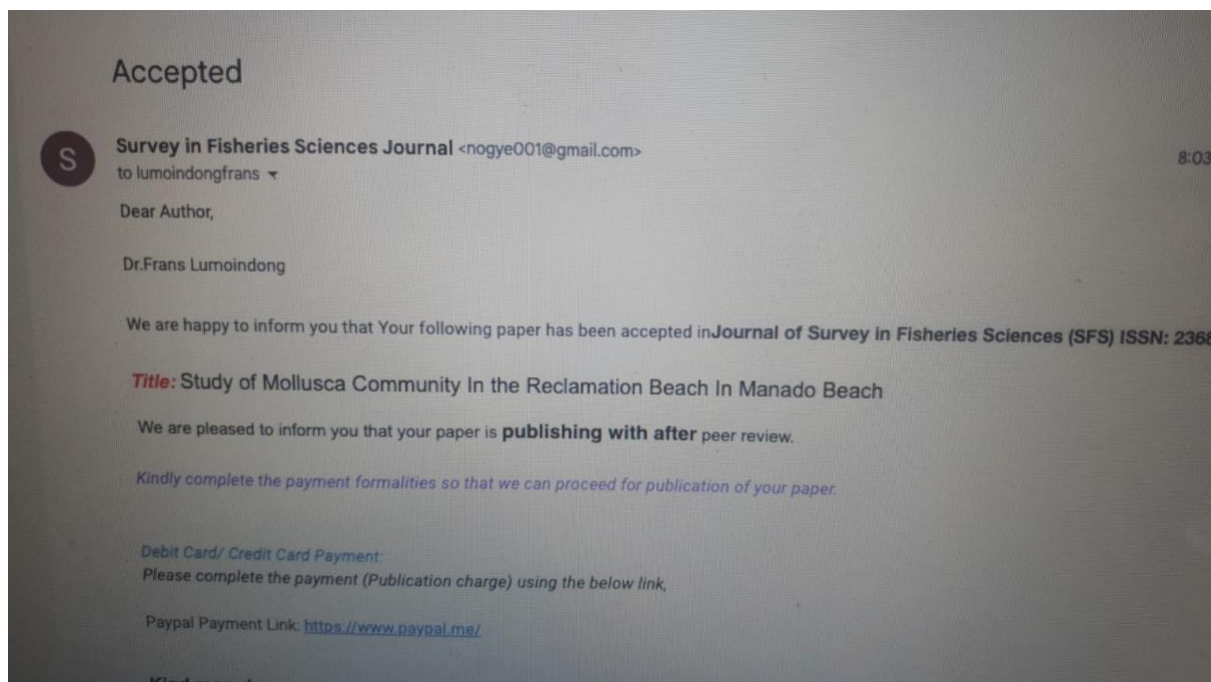 Accepted
S
Survey in Fisheries Sciences Journal <nogye001@gmail.com>
8:03
to lumoindongfrans
Dear Author,
Dr.Frans Lumoindong
We are happy to inform you that Your following paper has been accepted inJournal of Survey in Fisheries Sciences (SFS) ISSN: 2368
Title: Study of Mollusca Community In the Reclamation Beach In Manado Beach
We are pleased to inform you that your paper is publishing with after peer review.
Kindly complete the payment formalities so that we can proceed for publication of your paper.
Debit Card/ Credit Card Payment:
Please complete the payment (Publication charge) using the below link,
Paypal Payment Link: https://www.paypal.me/